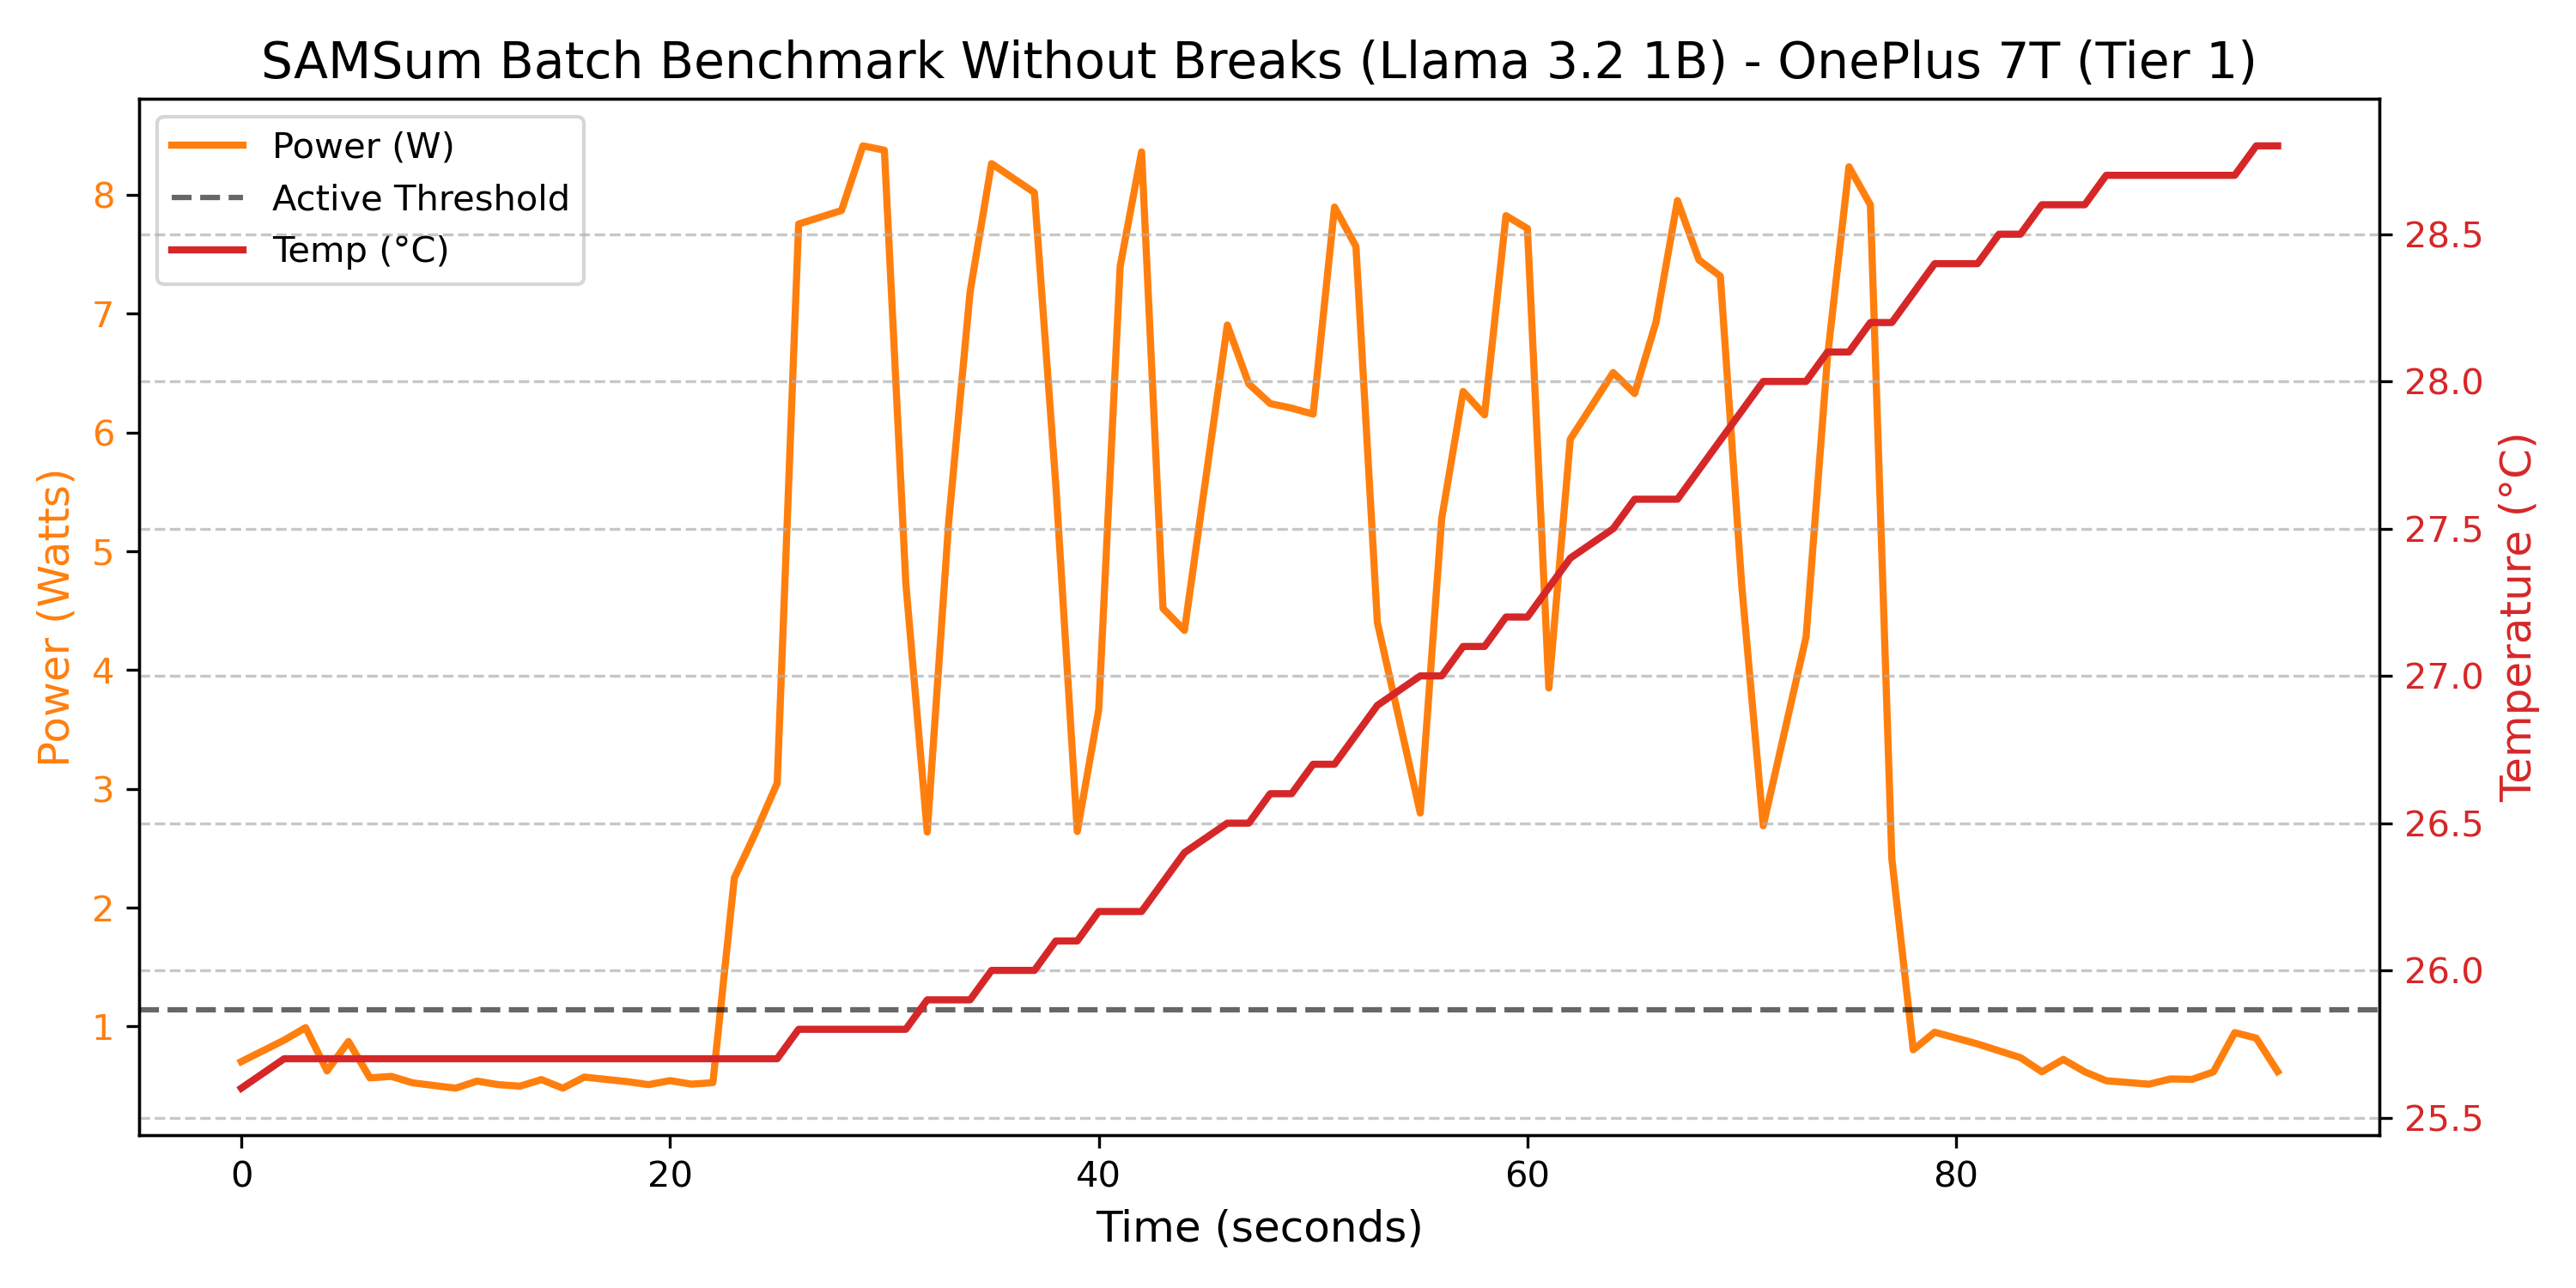 SAMSum Batch Benchmark Without Breaks (Llama 3.2 1B) - OnePlus 7T (Tier 1)
Power (W)
Active Threshold
Temp (°C)
Power (Watts)
8
7
6
5
4
3
2
1
28.5
28.0
27.5
27.0
26.5
26.0
25.5
Temperature (°C)
0 20 40 60 80
Time (seconds)